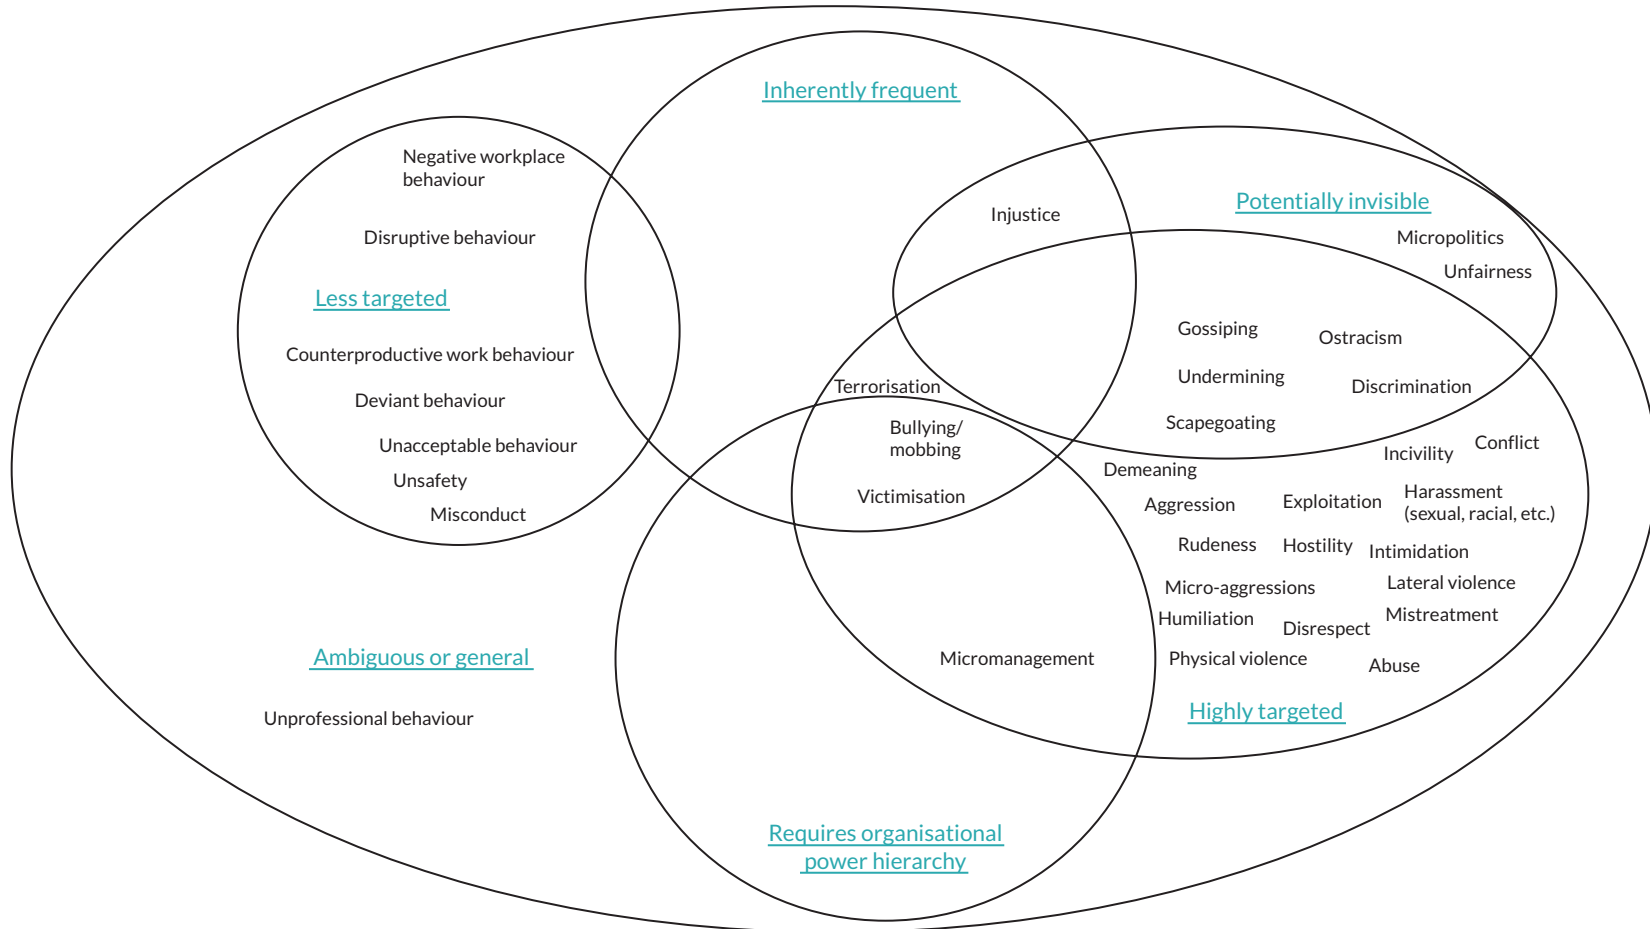 Inherently frequent
Negative workplace
behaviour
Disruptive behaviour
Less targeted
Counterproductive work behaviour
Deviant behaviour
Unacceptable behaviour
Unsafety
Misconduct
Injustice
Potentially invisible
Micropolitics
Unfairness
Gossiping
Ostracism
Undermining
Discrimination
Scapegoating
Terrorisation
Bullying/
mobbing
Victimisation
Demeaning
Incivility
Conflict
Aggression
Exploitation
Harassment
(sexual, racial, etc.)
Rudeness
Hostility
Intimidation
Micro-aggressions
Lateral violence
Humiliation
Disrespect
Mistreatment
Micromanagement
Physical violence
Abuse
Highly targeted
Ambiguous or general
Unprofessional behaviour
Requires organisational
power hierarchy